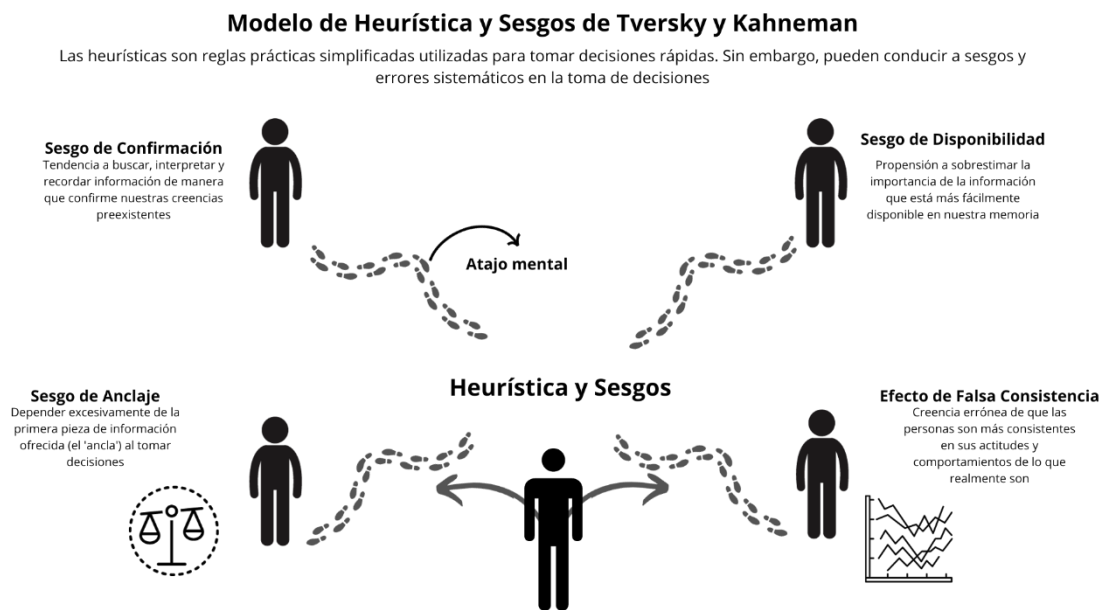 Modelo de Heurística y Sesgos de Tversky y Kahneman
Las heurísticas son reglas prácticas simplificadas utilizadas para tomar decisiones rápidas. Sin embargo, pueden conducir a sesgos y
errores sistemáticos en la toma de decisiones
Sesgo de Confirmación
Tendencia a buscar, interpretar y
recordar información de manera
que confirme nuestras creencias
preexistentes
Sesgo de Disponibilidad
Propensión a sobrestimar la
importancia de la información
que está más fácilmente
disponible en nuestra memoria
Atajo mental
Heurística y Sesgos
Sesgo de Anclaje
Depender excesivamente de la
primera pieza de información
ofrecida (el 'ancla') al tomar
decisiones
Efecto de Falsa Consistencia
Creencia errónea de que las
personas son más consistentes
en sus actitudes y
comportamientos de lo que
realmente son